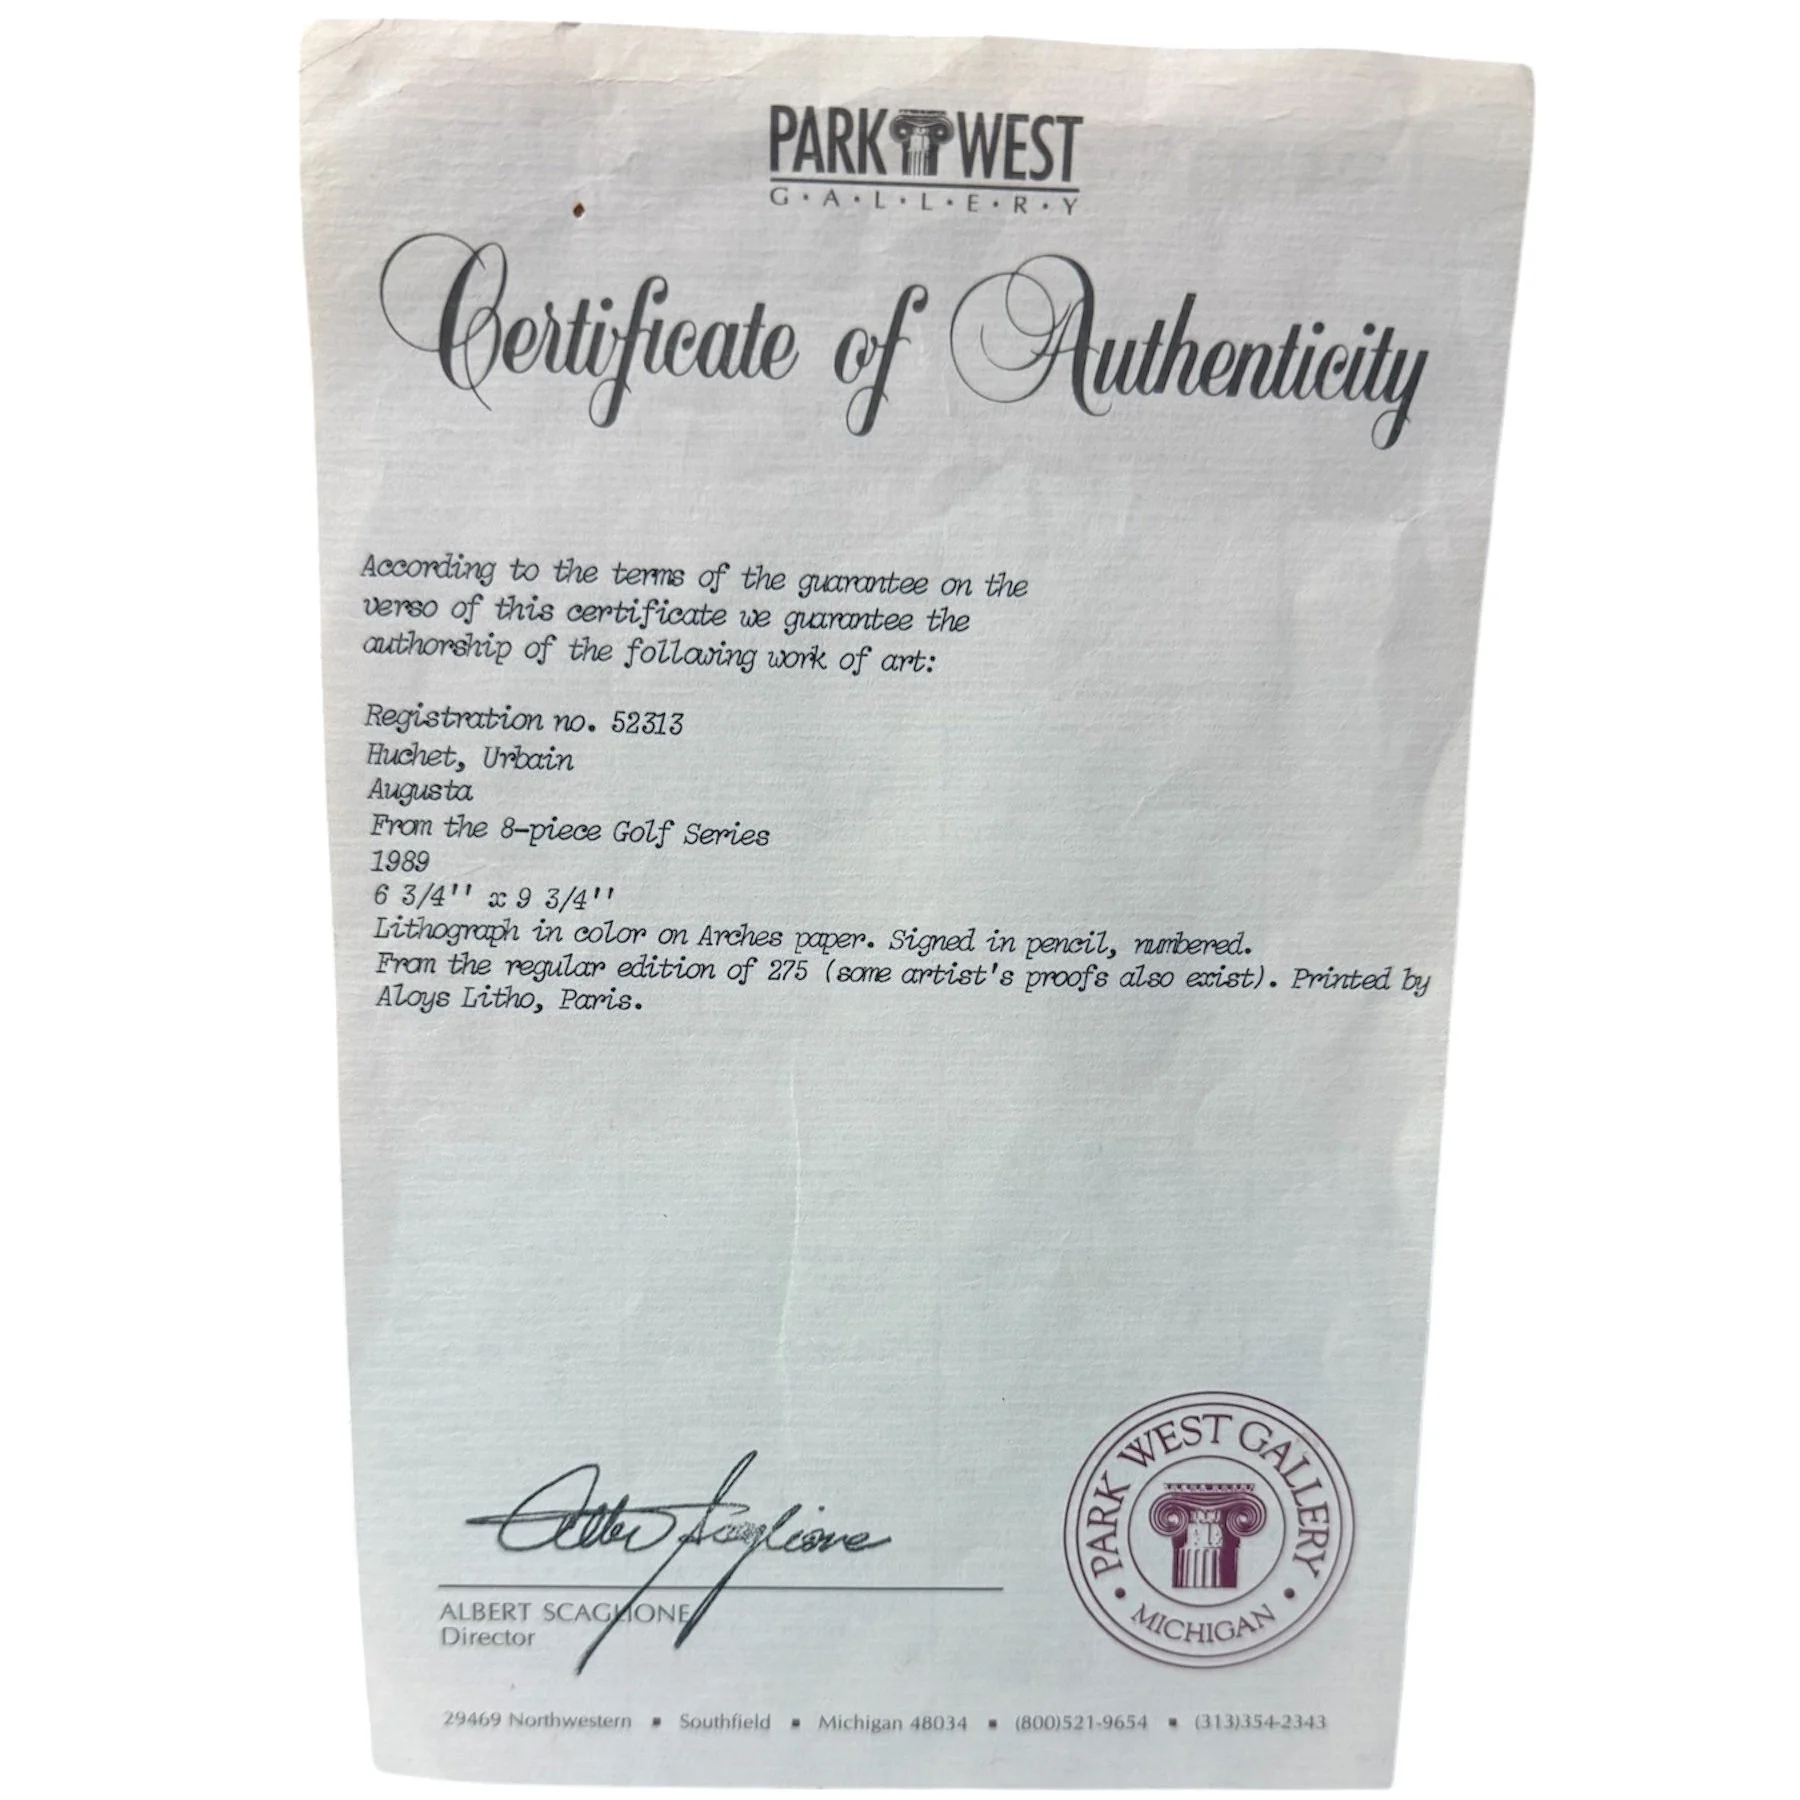 PARK WEST
G·A·L·L·E·R·Y
Certificate of Authenticity
According to the terms of the guarantee on the
verso of this certificate we guarantee the
authorship of the following work of art:
Registration no. 52313
Huchet, Urbain
Augusta
From the 8-piece Golf Series
1989
6 3/4'' x 9 3/4''
Lithograph in color on Arches paper. Signed in pencil, numbered.
From the regular edition of 275 (some artist's proofs also exist). Printed by
Aloys Litho, Paris.
Albert Scaglione
ALBERT SCAGLIONE
Director
PARK WEST GALLERY
• MICHIGAN •
29469 Northwestern ▪ Southfield ▪ Michigan 48034 ▪ (800)521-9654 ▪ (313)354-2343